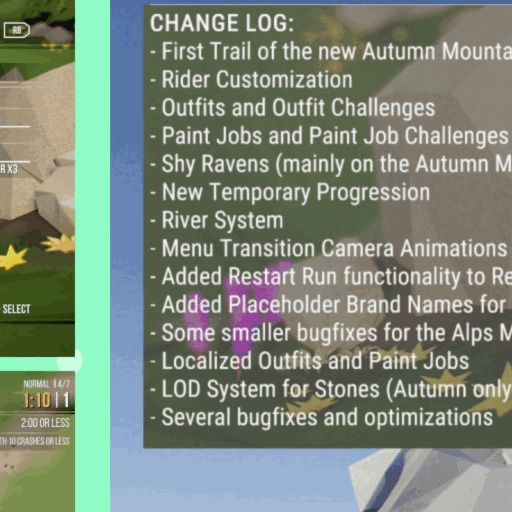 RB
R X3
SELECT
NORMAL | 4/7
1:10 | 1
2:00 OR LESS
TH 10 CRASHES OR LESS
CHANGE LOG:
- First Trail of the new Autumn Mounta
- Rider Customization
- Outfits and Outfit Challenges
- Paint Jobs and Paint Job Challenges
- Shy Ravens (mainly on the Autumn M
- New Temporary Progression
- River System
- Menu Transition Camera Animations
- Added Restart Run functionality to Re
- Added Placeholder Brand Names for
- Some smaller bugfixes for the Alps M
- Localized Outfits and Paint Jobs
- LOD System for Stones (Autumn only
- Several bugfixes and optimizations